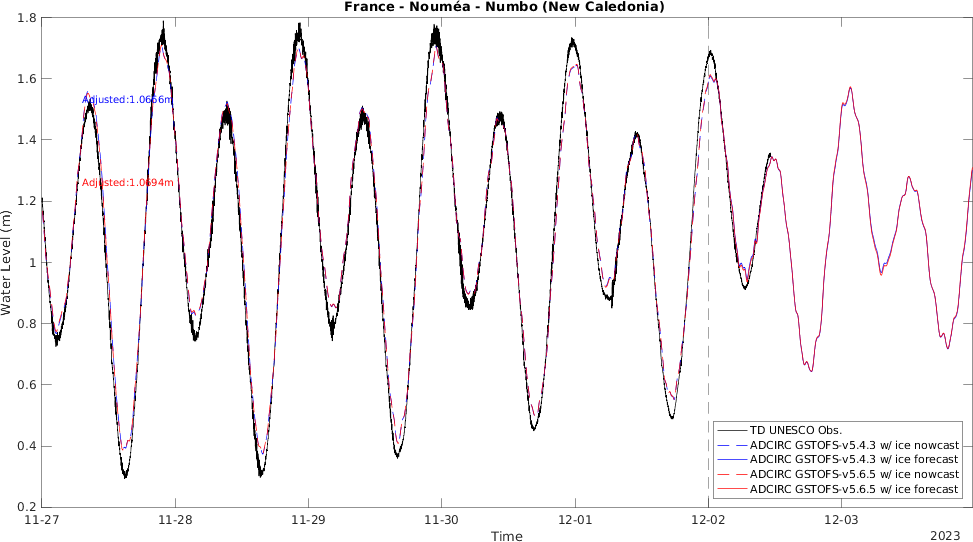 France - Nouméa - Numbo (New Caledonia)
1.8
1.6
1.4
1.2
1
0.8
0.6
0.4
0.2
Water Level (m)
Adjusted:1.0656m
Adjusted:1.0694m
TD UNESCO Obs.
ADCIRC GSTOFS-v5.4.3 w/ ice nowcast
ADCIRC GSTOFS-v5.4.3 w/ ice forecast
ADCIRC GSTOFS-v5.6.5 w/ ice nowcast
ADCIRC GSTOFS-v5.6.5 w/ ice forecast
11-27 11-28 11-29 11-30 12-01 12-02 12-03
Time
2023